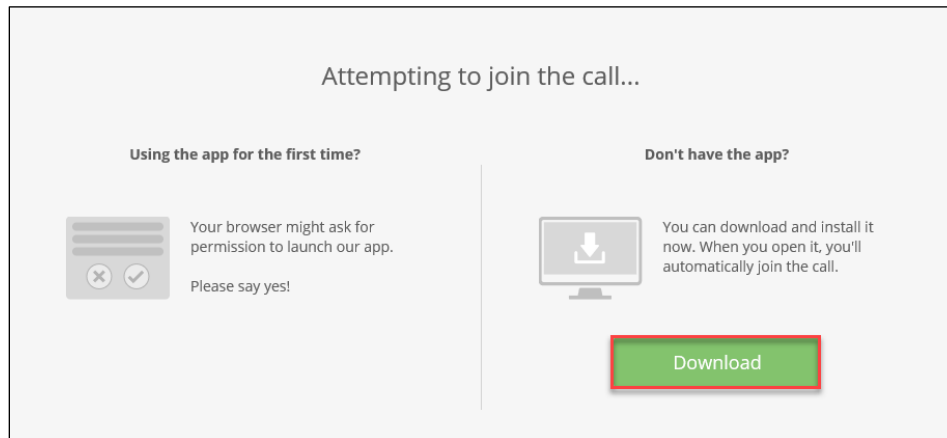 Attempting to join the call...
Using the app for the first time?
Your browser might ask for
permission to launch our app.
Please say yes!
Don't have the app?
You can download and install it
now. When you open it, you'll
automatically join the call.
Download